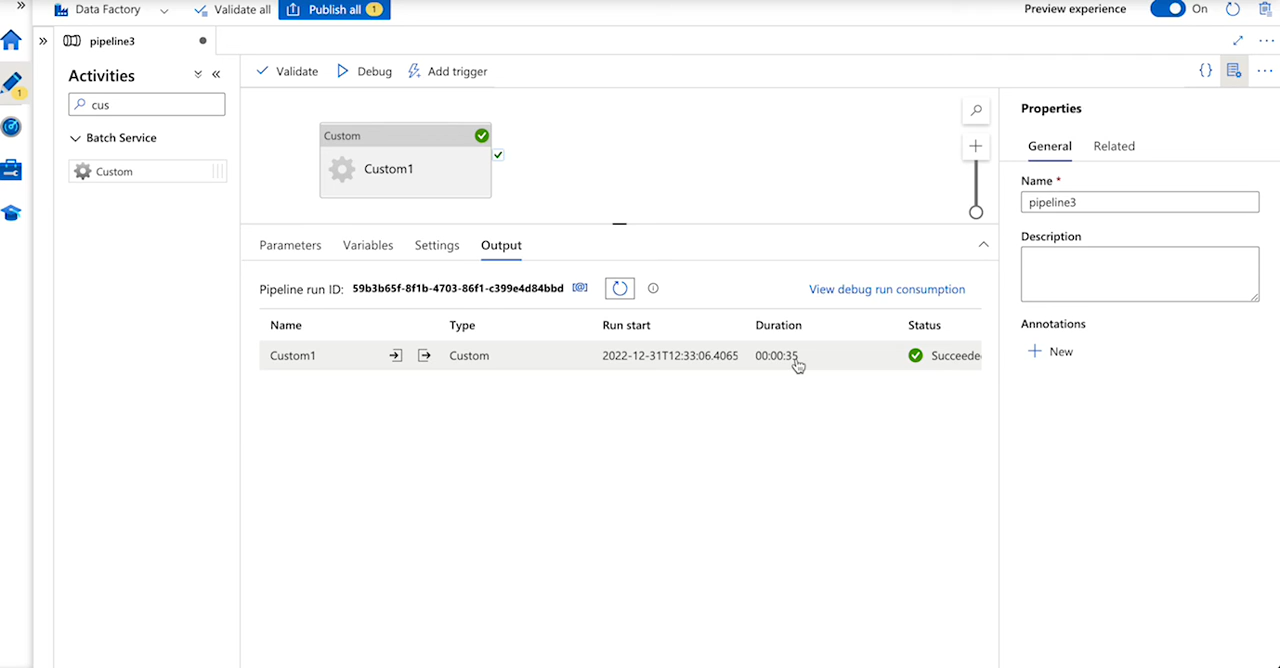 Data Factory
Validate all
Publish all 1
Preview experience
On
pipeline3
1
Activities
cus
Batch Service
Custom
Validate
Debug
Add trigger
Custom
Custom1
Parameters
Variables
Settings
Output
Pipeline run ID: 59b3b65f-8f1b-4703-86f1-c399e4d84bbd
View debug run consumption
Name Type Run start Duration Status
Custom1 Custom 2022-12-31T12:33:06.4065 00:00:35 Succeede
Properties
General
Related
Name *
pipeline3
Description
Annotations
New